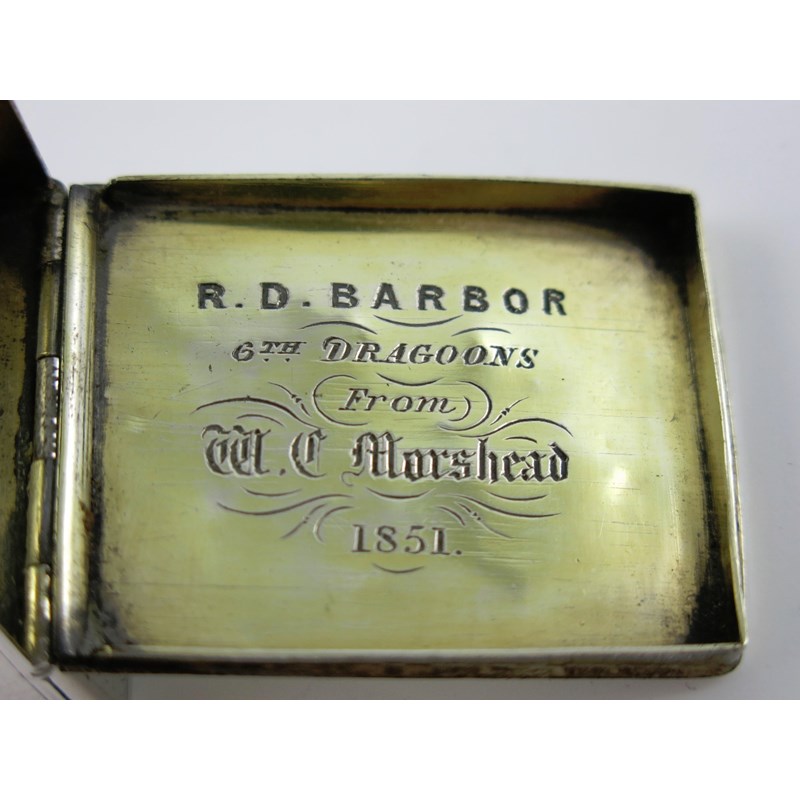 R. D. BARBOR
6TH DRAGOONS
From
W. C Morshead
1851.